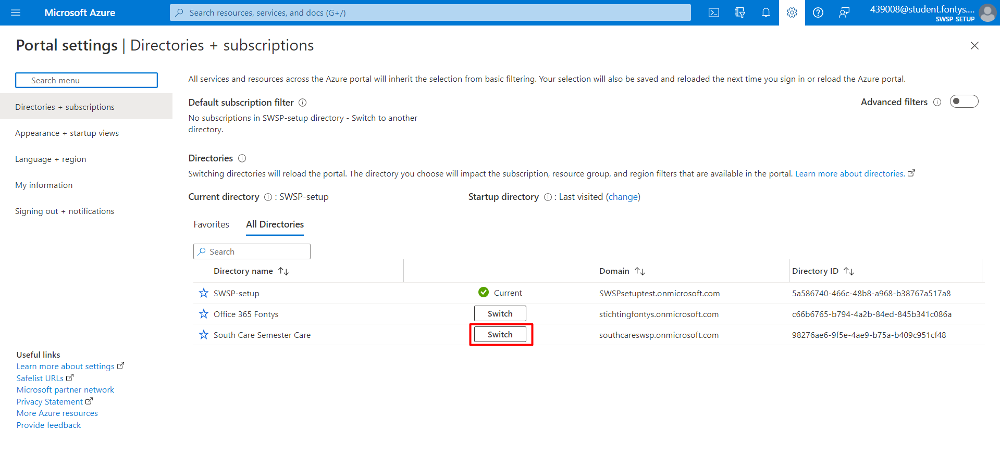 Microsoft Azure
Search resources, services, and docs (G+/)
439008@student.fontys....
SWSP-SETUP
Portal settings | Directories + subscriptions
Search menu
Directories + subscriptions
Appearance + startup views
Language + region
My information
Signing out + notifications
Useful links
Learn more about settings
Safelist URLs
Microsoft partner network
Privacy Statement
More Azure resources
Provide feedback
All services and resources across the Azure portal will inherit the selection from basic filtering. Your selection will also be saved and reloaded the next time you sign in or reload the Azure portal.
Default subscription filter
Advanced filters
No subscriptions in SWSP-setup directory - Switch to another
directory.
Directories
Switching directories will reload the portal. The directory you choose will impact the subscription, resource group, and region filters that are available in the portal. Learn more about directories.
Current directory : SWSP-setup
Startup directory : Last visited (change)
Favorites
All Directories
Search
Directory name Domain Directory ID
SWSP-setup Current SWSPsetuptest.onmicrosoft.com 5a586740-466c-48b8-a968-b38767a517a8
Office 365 Fontys Switch stichtingfontys.onmicrosoft.com c66b6765-b794-4a2b-84ed-845b341c086a
South Care Semester Care Switch southcareswsp.onmicrosoft.com 98276ae6-9f5e-4ae9-b75a-b409c951cf48